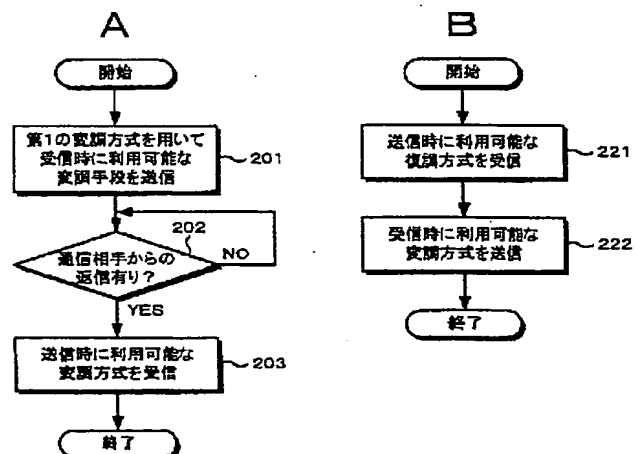 A
開始
第1の変調方式を用いて
受信時に利用可能な
変調手段を送信
201
202
通信相手からの
返信有り？
NO
YES
送信時に利用可能な
変調方式を受信
203
終了
B
開始
送信時に利用可能な
復調方式を受信
221
受信時に利用可能な
変調方式を送信
222
終了